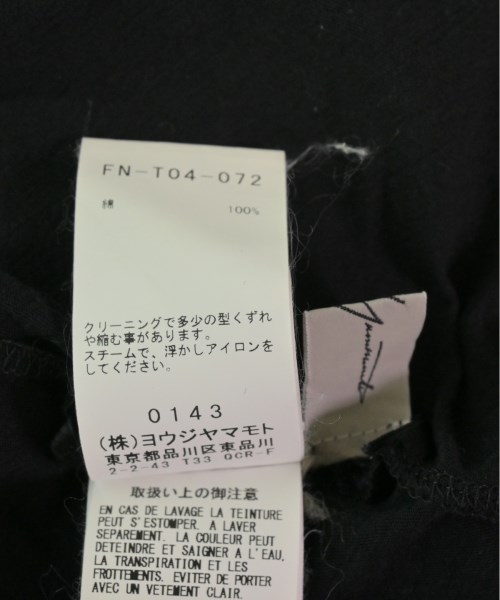 FN-T04-072
綿 100%
クリーニングで多少の型くずれ
や縮む事があります。
スチームで、浮かしアイロンを
してください。
0143
(株)ヨウジヤマモト
東京都品川区東品川
2-2-43 T33 OCR-F
Yamamoto
取扱い上の御注意
EN CAS DE LAVAGE LA TEINTURE
PEUT S'ESTOMPER. A LAVER
SEPAREMENT. LA COULEUR PEUT
DETEINDRE ET SAIGNER A L'EAU.
LA TRANSPIRATION ET LES
FROTTEMENTS. EVITER DE PORTER
AVEC UN VETEMENT CLAIR.